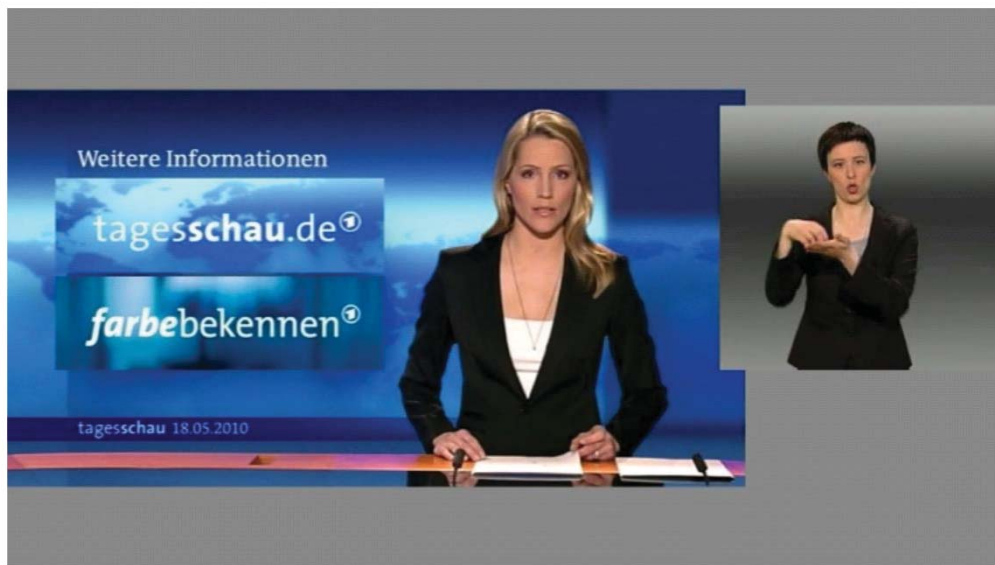 Weitere Informationen
tagesschau.de
farbebekennen
tagesschau 18.05.2010